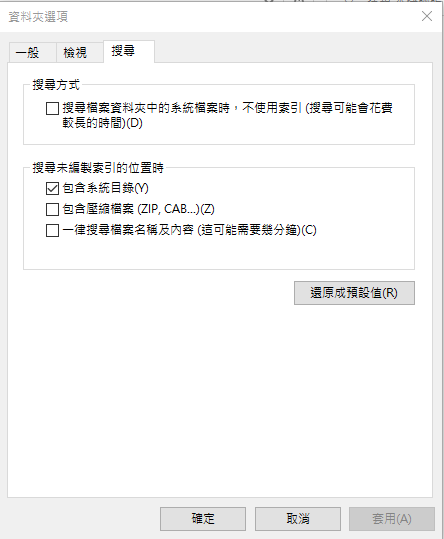 資料夾選項
一般
檢視
搜尋
搜尋方式
搜尋檔案資料夾中的系統檔案時，不使用索引 (搜尋可能會花費
較長的時間)(D)
搜尋未編製索引的位置時
包含系統目錄(Y)
包含壓縮檔案 (ZIP, CAB...)(Z)
一律搜尋檔案名稱及內容 (這可能需要幾分鐘)(C)
還原成預設值(R)
確定
取消
套用(A)